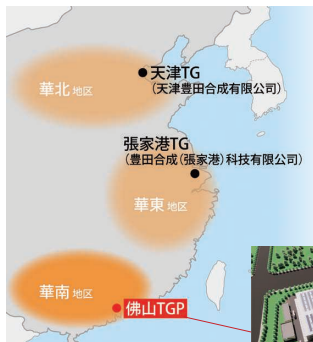 天津TG
(天津豊田合成有限公司)
華北 地区
張家港TG
(豊田合成(張家港)科技有限公司)
華東 地区
華南 地区
佛山TGP